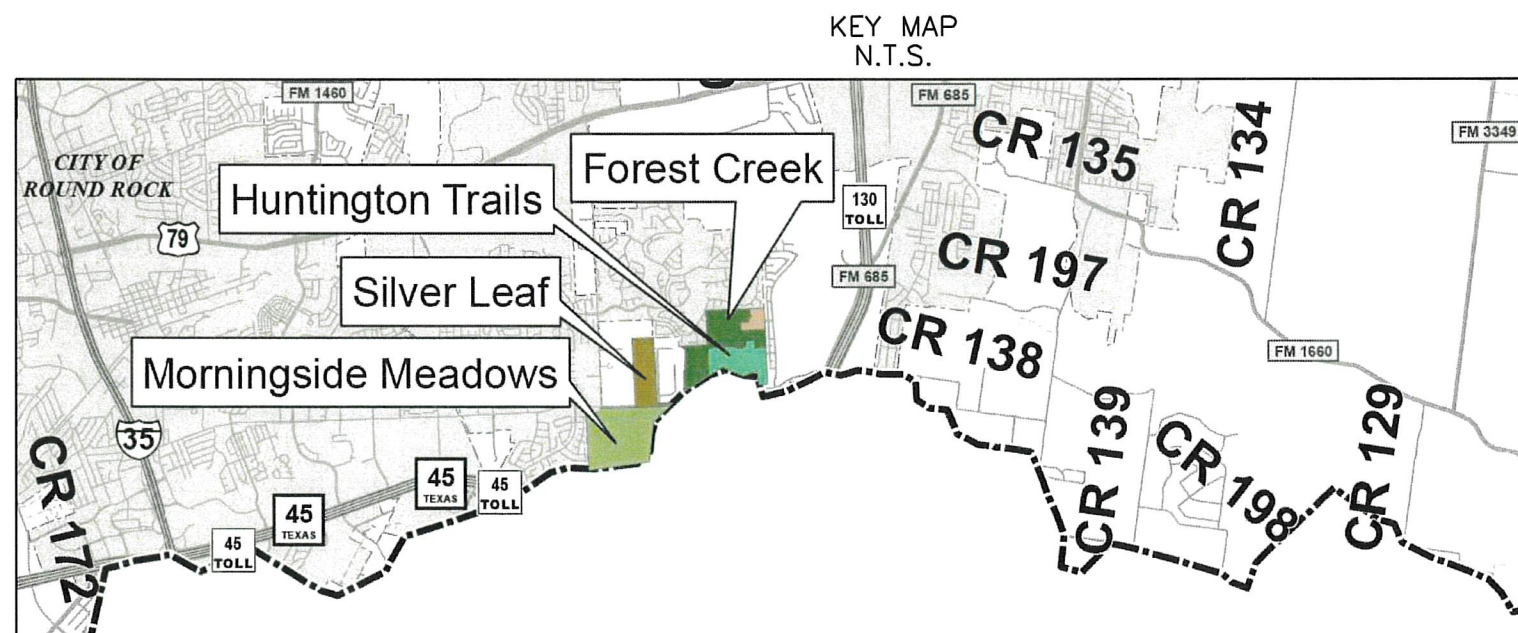 KEY MAP
N.T.S.
FM 1460
FM 685
CR 135
CR 134
FM 3349
CITY OF
ROUND ROCK
Huntington Trails
Forest Creek
130
TOLL
79
CR 197
FM 685
Silver Leaf
CR 138
FM 1660
Morningside Meadows
35
CR 139
CR 198
CR 129
CR 172
45
TEXAS
45
TOLL
45
TEXAS
45
TOLL